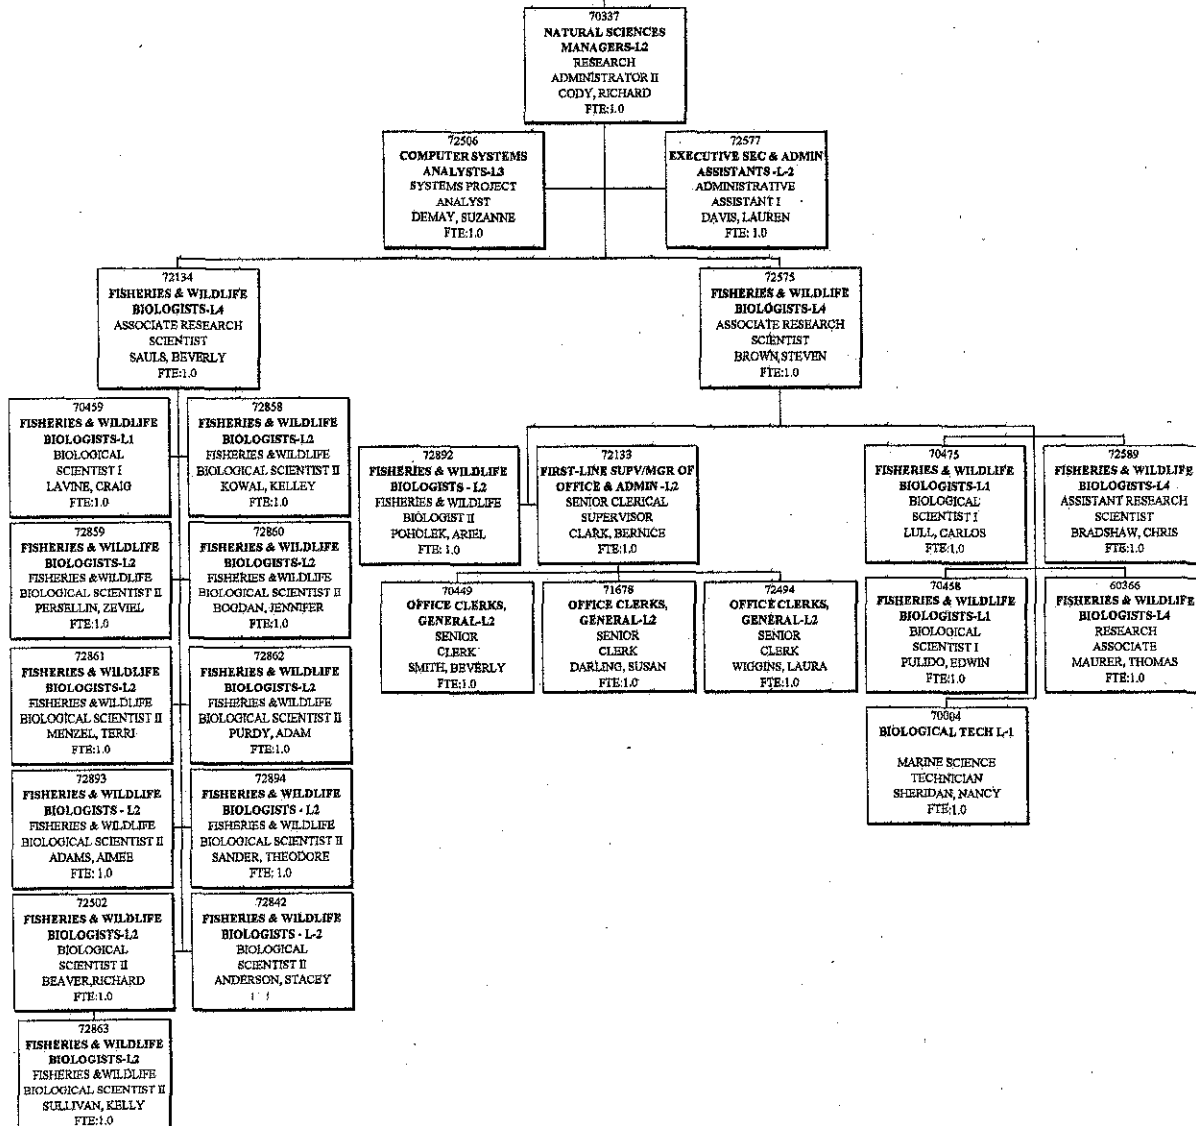 70337
NATURAL SCIENCES
MANAGERS-L2
RESEARCH
ADMINISTRATOR II
CODY, RICHARD
FTE:1.0
72506
COMPUTER SYSTEMS
ANALYSTS-L3
SYSTEMS PROJECT
ANALYST
DEMAY, SUZANNE
FTE:1.0
72577
EXECUTIVE SEC & ADMIN
ASSISTANTS -L-2
ADMINISTRATIVE
ASSISTANT I
DAVIS, LAUREN
FTE: 1.0
72134
FISHERIES & WILDLIFE
BIOLOGISTS-L4
ASSOCIATE RESEARCH
SCIENTIST
SAULS, BEVERLY
FTE:1.0
72575
FISHERIES & WILDLIFE
BIOLOGISTS-L4
ASSOCIATE RESEARCH
SCIENTIST
BROWN,STEVEN
FTE:1.0
70459
FISHERIES & WILDLIFE
BIOLOGISTS-L1
BIOLOGICAL
SCIENTIST I
LAVINE, CRAIG
FTE:1.0
72858
FISHERIES & WILDLIFE
BIOLOGISTS-L2
FISHERIES & WILDLIFE
BIOLOGICAL SCIENTIST II
KOWAL, KELLEY
FTE:1.0
72892
FISHERIES & WILDLIFE
BIOLOGISTS - L2
FISHERIES & WILDLIFE
BIOLOGIST II
POHOLEK, ARIEL
FTE: 1.0
72133
FIRST-LINE SUPV/MGR OF
OFFICE & ADMIN -L2
SENIOR CLERICAL
SUPERVISOR
CLARK, BERNICE
FTE:1.0
70475
FISHERIES & WILDLIFE
BIOLOGISTS-L1
BIOLOGICAL
SCIENTIST I
LULL, CARLOS
FTE:1.0
72589
FISHERIES & WILDLIFE
BIOLOGISTS-L4
ASSISTANT RESEARCH
SCIENTIST
BRADSHAW, CHRIS
FTE:1.0
72859
FISHERIES & WILDLIFE
BIOLOGISTS-L2
FISHERIES &WILDLIFE
BIOLOGICAL SCIENTIST II
PERSELLIN, ZEVIEL
FTE:1.0
72860
FISHERIES & WILDLIFE
BIOLOGISTS-L2
FISHERIES &WILDLIFE
BIOLOGICAL SCIENTIST II
BOGDAN, JENNIFER
FTE:1.0
70449
OFFICE CLERKS,
GENERAL-L2
SENIOR
CLERK
SMITH, BEVERLY
FTE:1.0
71678
OFFICE CLERKS,
GENERAL-L2
SENIOR
CLERK
DARLING, SUSAN
FTE:1.0
72494
OFFICE CLERKS,
GENERAL-L2
SENIOR
CLERK
WIGGINS, LAURA
FTE:1.0
70458
FISHERIES & WILDLIFE
BIOLOGISTS-L1
BIOLOGICAL
SCIENTIST I
PULIDO, EDWIN
FTE:1.0
60366
FISHERIES & WILDLIFE
BIOLOGISTS-L4
RESEARCH
ASSOCIATE
MAURER, THOMAS
FTE:1.0
72861
FISHERIES & WILDLIFE
BIOLOGISTS-L2
FISHERIES &WILDLIFE
BIOLOGICAL SCIENTIST II
MENZEL, TERRI
FTE:1.0
72862
FISHERIES & WILDLIFE
BIOLOGISTS-L2
FISHERIES &WILDLIFE
BIOLOGICAL SCIENTIST II
PURDY, ADAM
FTE:1.0
70004
BIOLOGICAL TECH L-1
MARINE SCIENCE
TECHNICIAN
SHERIDAN, NANCY
FTE:1.0
72893
FISHERIES & WILDLIFE
BIOLOGISTS - L2
FISHERIES & WILDLIFE
BIOLOGICAL SCIENTIST II
ADAMS, AIMEE
FTE: 1.0
72894
FISHERIES & WILDLIFE
BIOLOGISTS - L2
FISHERIES & WILDLIFE
BIOLOGICAL SCIENTIST II
SANDER, THEODORE
FTE: 1.0
72502
FISHERIES & WILDLIFE
BIOLOGISTS-L2
BIOLOGICAL
SCIENTIST II
BEAVER,RICHARD
FTE:1.0
72842
FISHERIES & WILDLIFE
BIOLOGISTS - L-2
BIOLOGICAL
SCIENTIST II
ANDERSON, STACEY
72863
FISHERIES & WILDLIFE
BIOLOGISTS-L2
FISHERIES &WILDLIFE
BIOLOGICAL SCIENTIST II
SULLIVAN, KELLY
FTE:1.0